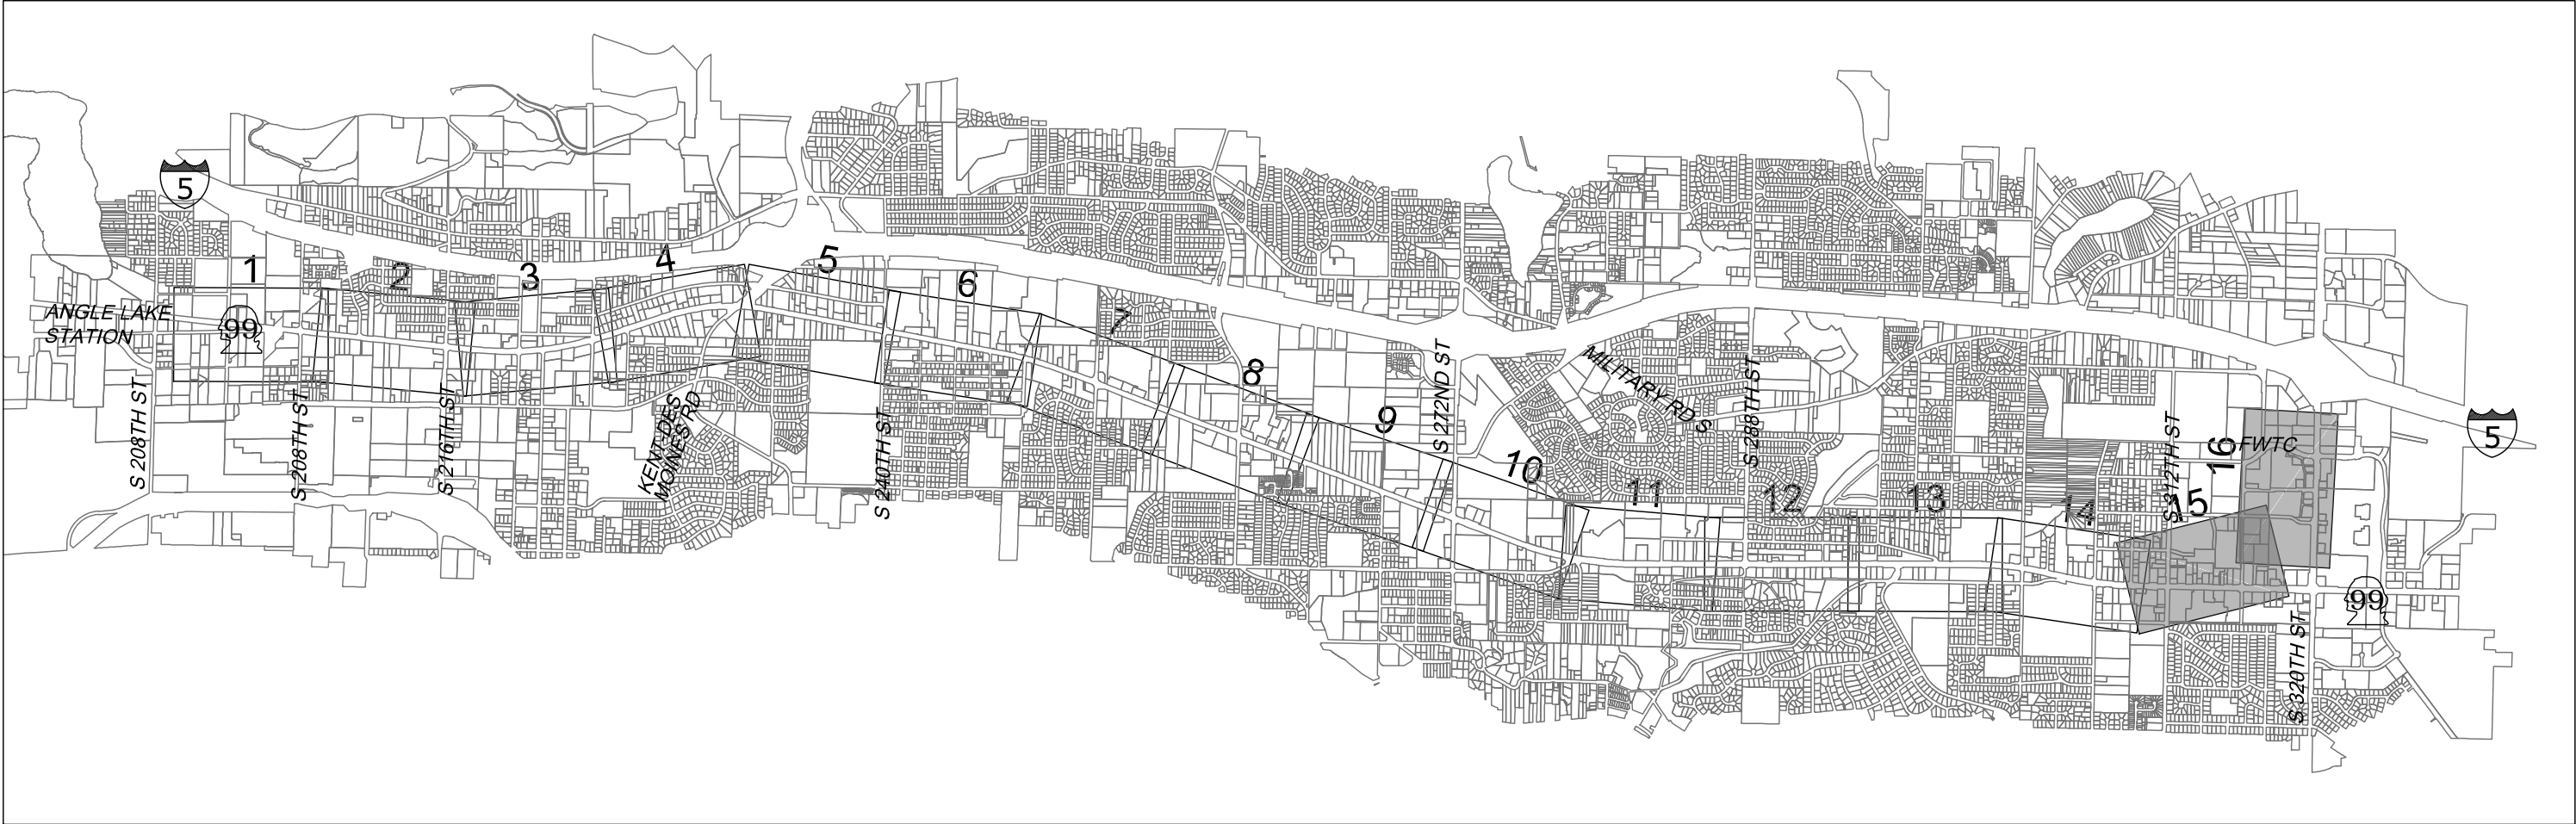 5
1
2
3
4
5
6
7
8
9
10
11
12
13
14
15
16
ANGLE LAKE
STATION
99
S 208TH ST
S 208TH ST
S 216TH ST
KENT-DES
MOINES RD
S 240TH ST
S 272ND ST
MILITARY RD S
S 288TH ST
S 312TH ST
FWTC
5
99
S 320TH ST